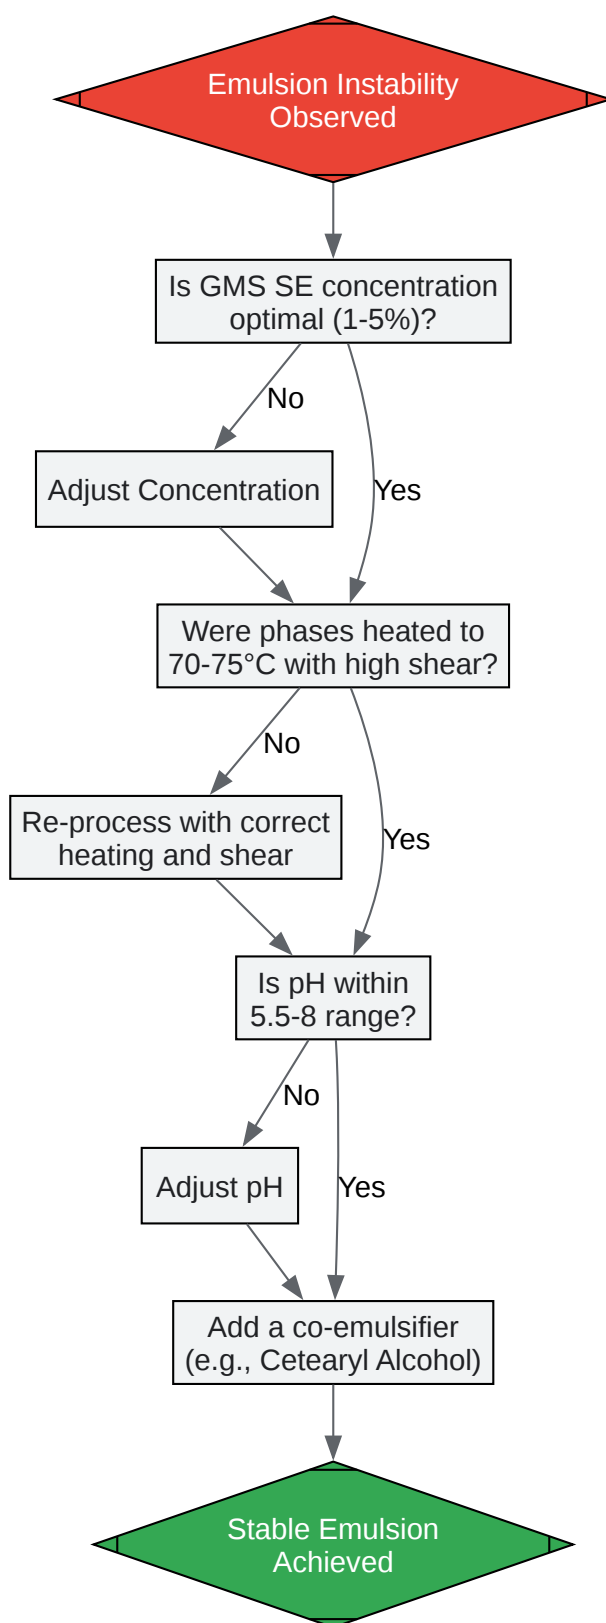 Emulsion Instability
Observed
Is GMS SE concentration
optimal (1-5%)?
No
Adjust Concentration
Yes
Were phases heated to
70-75°C with high shear?
No
Re-process with correct
heating and shear
Yes
Is pH within
5.5-8 range?
No
Adjust pH
Yes
Add a co-emulsifier
(e.g., Cetearyl Alcohol)
Stable Emulsion
Achieved